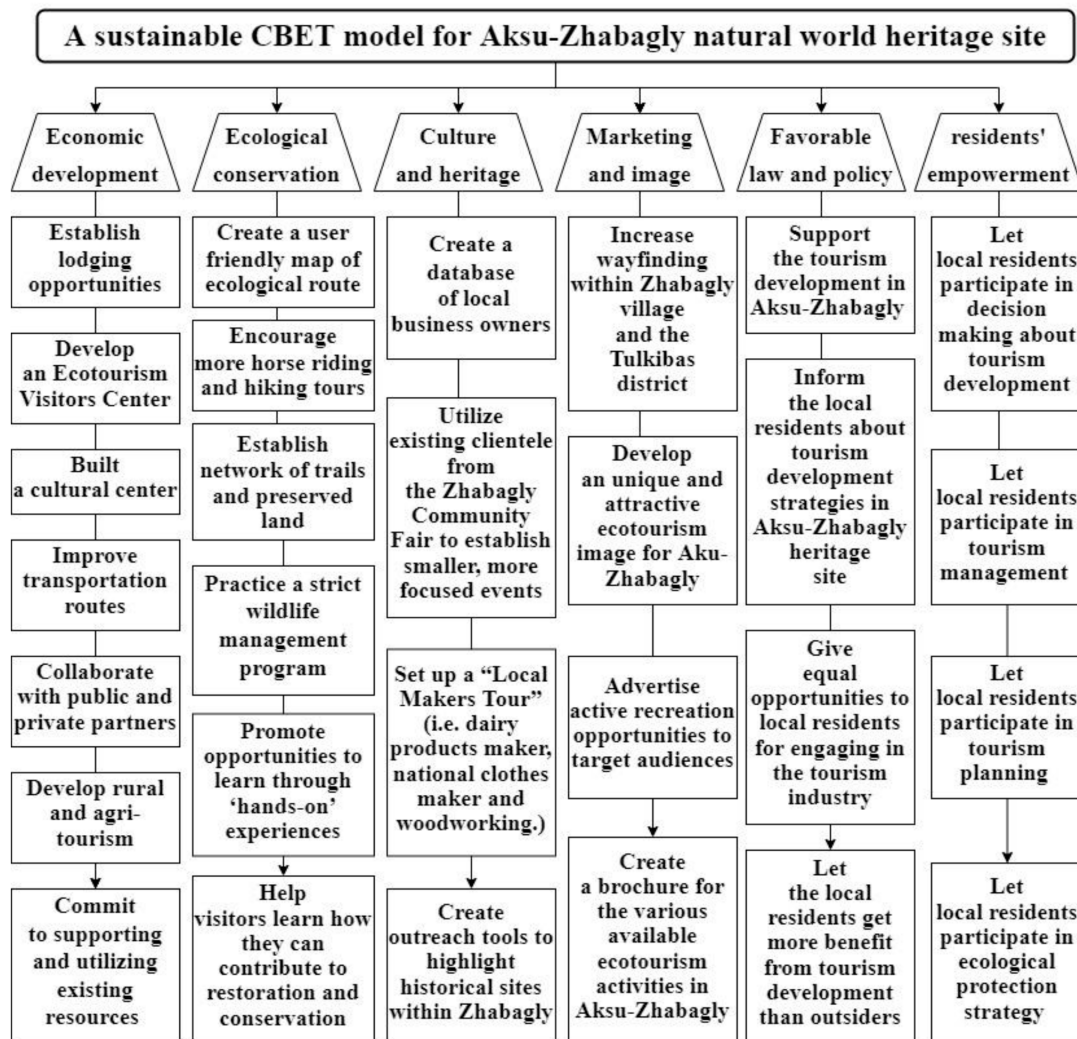 A sustainable CBET model for Aksu-Zhabagly natural world heritage site
Economic
development
Establish
lodging
opportunities
Develop
an Ecotourism
Visitors Center
Built
a cultural center
Improve
transportation
routes
Collaborate
with public and
private partners
Develop rural
and agri-
tourism
Commit
to supporting
and utilizing
existing
resources
Ecological
conservation
Create a user
friendly map of
ecological route
Encourage
more horse riding
and hiking tours
Establish
network of trails
and preserved
land
Practice a strict
wildlife
management
program
Promote
opportunities to
learn through
‘hands-on’
experiences
Help
visitors learn how
they can
contribute to
restoration and
conservation
Culture
and heritage
Create a
database
of local
business owners
Utilize
existing clientele
from
the Zhabagly
Community
Fair to establish
smaller, more
focused events
Set up a “Local
Makers Tour”
(i.e. dairy
products maker,
national clothes
maker and
woodworking.)
Create
outreach tools to
highlight
historical sites
within Zhabagly
Marketing
and image
Increase
wayfinding
within Zhabagly
village
and the
Tulkibas
district
Develop
an unique and
attractive
ecotourism
image for Aku-
Zhabagly
Advertise
active recreation
opportunities to
target audiences
Create
a brochure for
the various
available
ecotourism
activities in
Aksu-Zhabagly
Favorable
law and policy
Support
the tourism
development in
Aksu-Zhabagly
Inform
the local
residents about
tourism
development
strategies in
Aksu-Zhabagly
heritage
site
Give
equal
opportunities to
local residents
for engaging in
the tourism
industry
Let
the local
residents get
more benefit
from tourism
development
than outsiders
residents'
empowerment
Let
local residents
participate in
decision
making about
tourism
development
Let
local residents
participate in
tourism
management
Let
local residents
participate in
tourism
planning
Let
local residents
participate in
ecological
protection
strategy